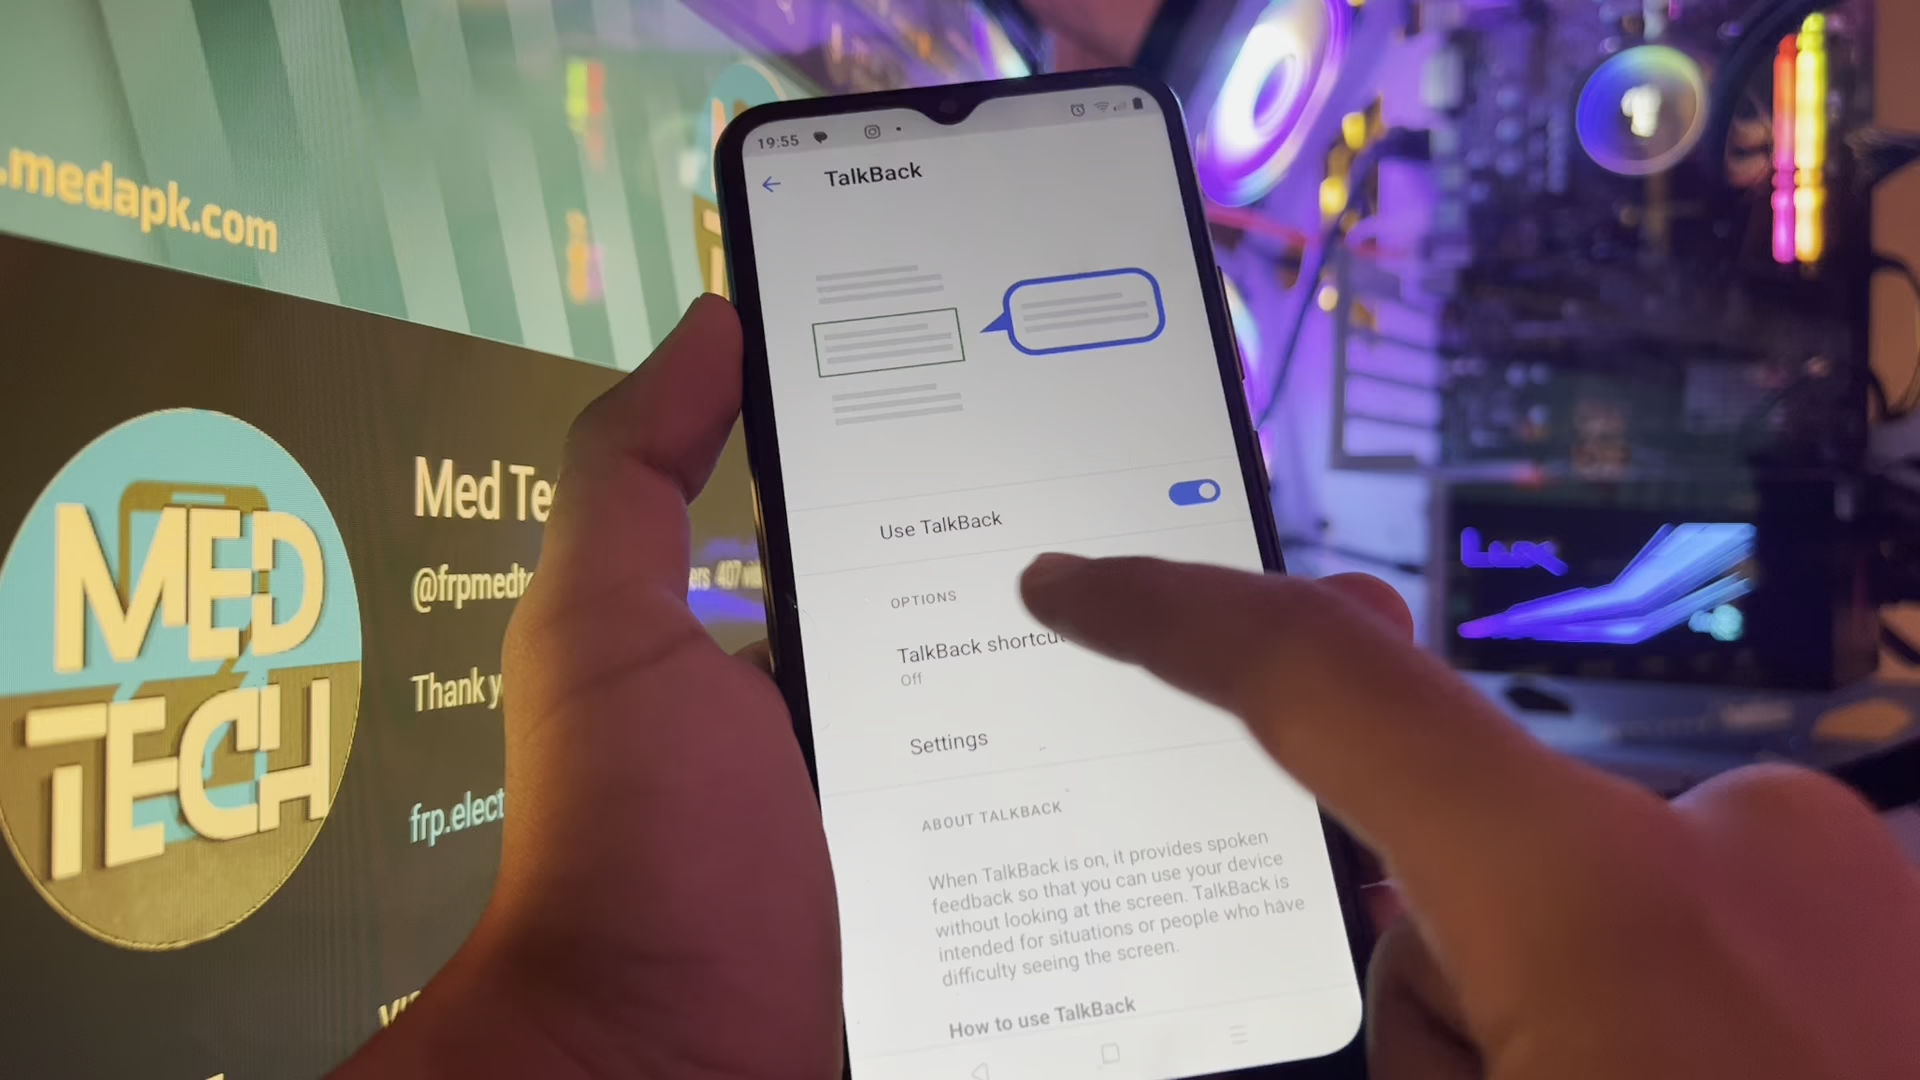 .medapk.com
MED
TECH
Med Te
@frpmedt
ers 407 vi
Thank y
frp.elect
19:55
TalkBack
Use TalkBack
OPTIONS
TalkBack shortcut
Off
Settings
ABOUT TALKBACK
When TalkBack is on, it provides spoken
feedback so that you can use your device
without looking at the screen. TalkBack is
intended for situations or people who have
difficulty seeing the screen.
How to use TalkBack